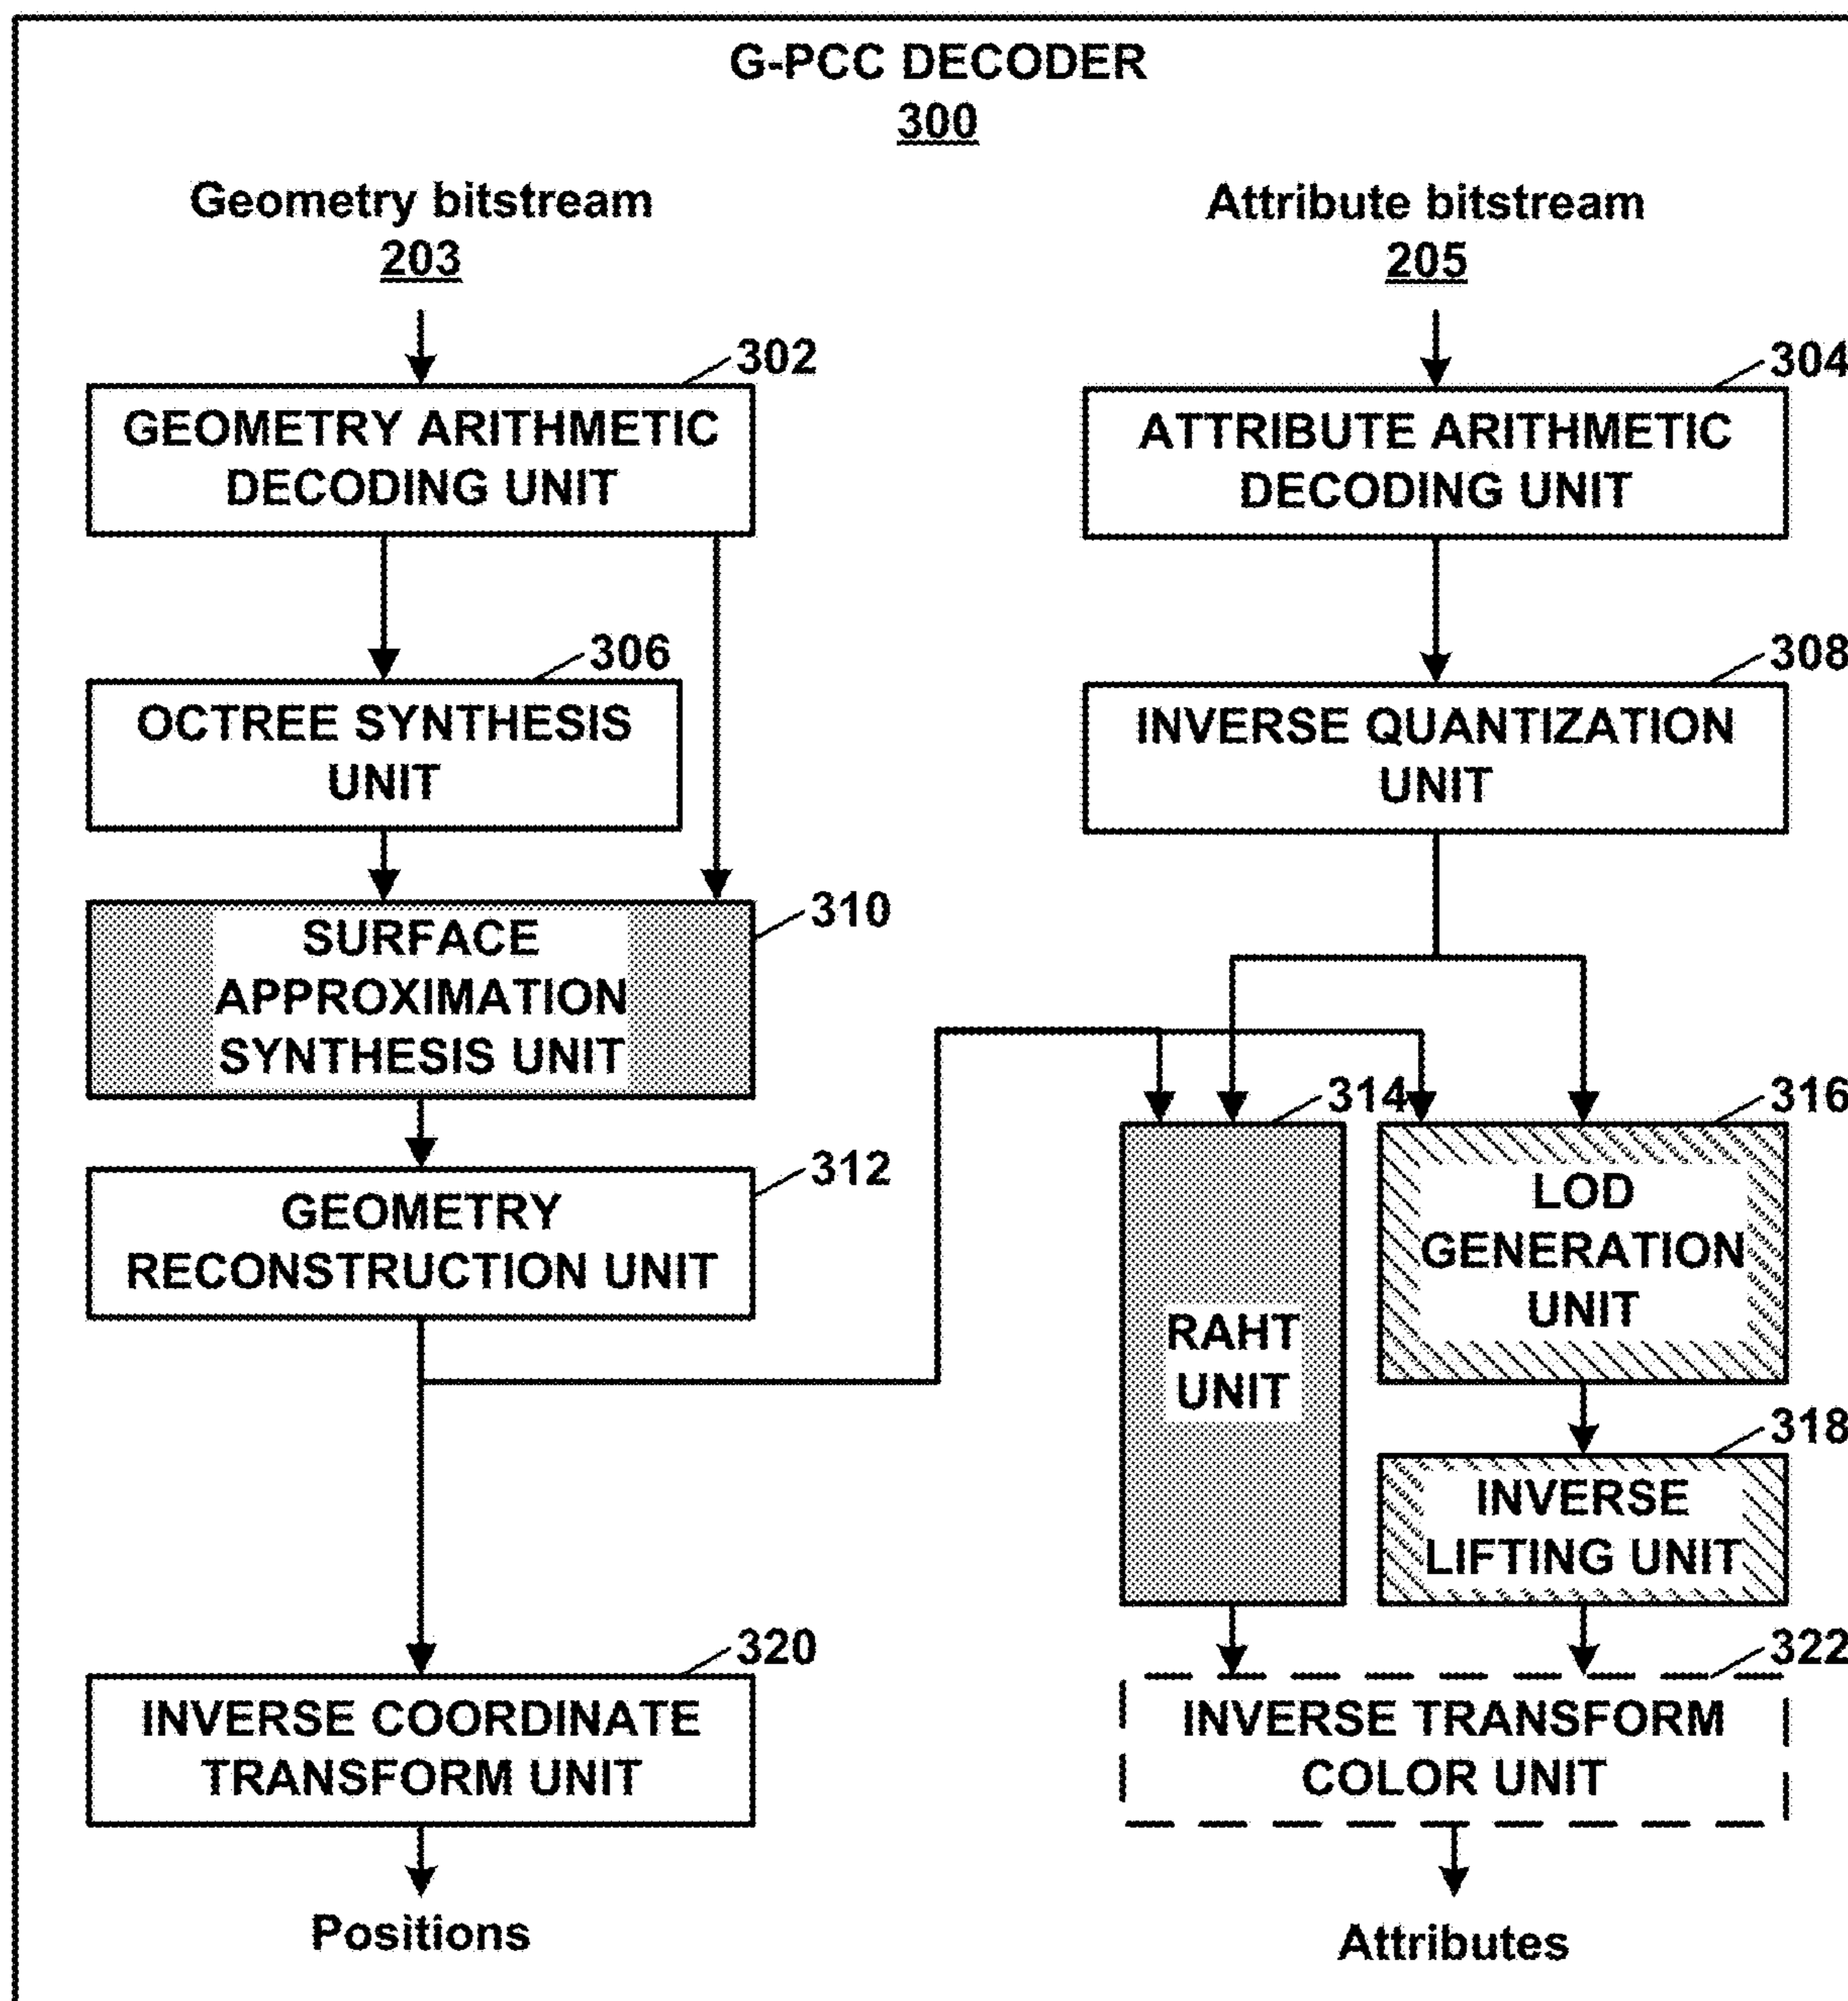 G-PCC DECODER
300
Geometry bitstream
203
Attribute bitstream
205
302
GEOMETRY ARITHMETIC
DECODING UNIT
304
ATTRIBUTE ARITHMETIC
DECODING UNIT
306
OCTREE SYNTHESIS
UNIT
308
INVERSE QUANTIZATION
UNIT
310
SURFACE
APPROXIMATION
SYNTHESIS UNIT
312
GEOMETRY
RECONSTRUCTION UNIT
314
RAHT
UNIT
316
LOD
GENERATION
UNIT
318
INVERSE
LIFTING UNIT
320
INVERSE COORDINATE
TRANSFORM UNIT
322
INVERSE TRANSFORM
COLOR UNIT
Positions
Attributes